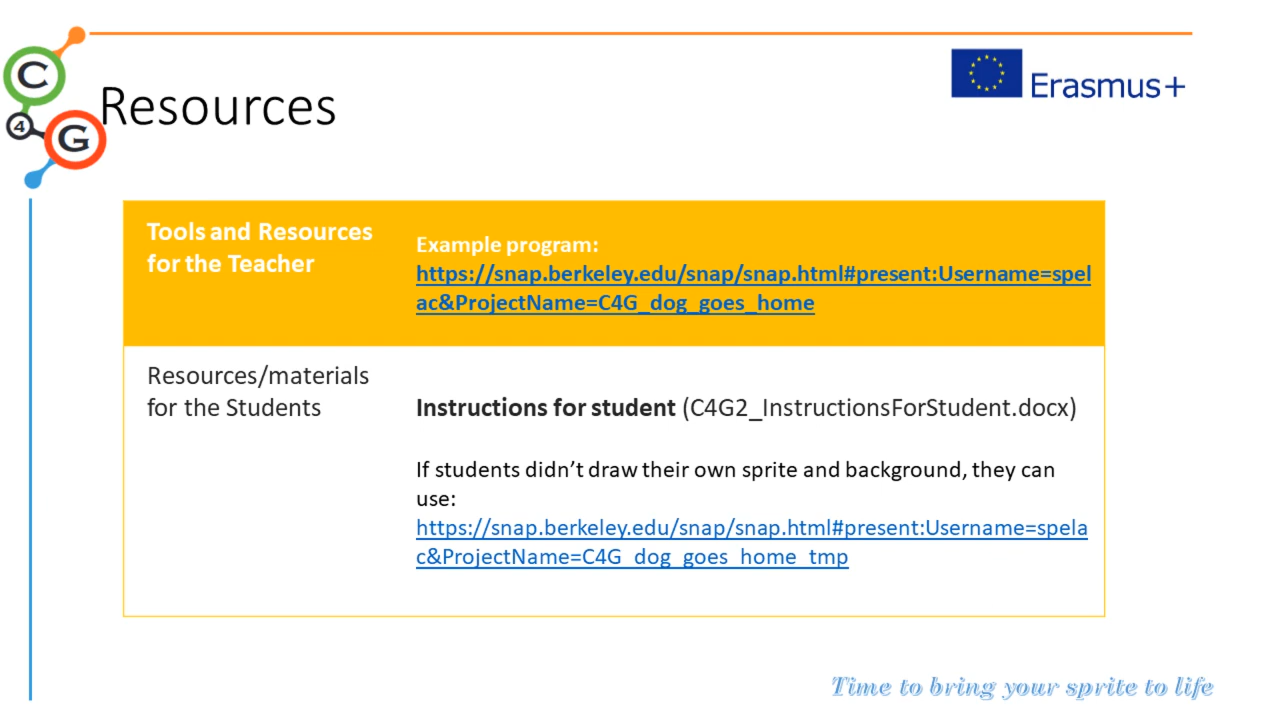 C
4
G
Resources
Erasmus+
Tools and Resources
for the Teacher
Example program:
https://snap.berkeley.edu/snap/snap.html#present:Username=spel
ac&ProjectName=C4G_dog_goes_home
Resources/materials
for the Students
Instructions for student (C4G2_InstructionsForStudent.docx)
If students didn’t draw their own sprite and background, they can
use:
https://snap.berkeley.edu/snap/snap.html#present:Username=spela
c&ProjectName=C4G_dog_goes_home_tmp
Time to bring your sprite to life